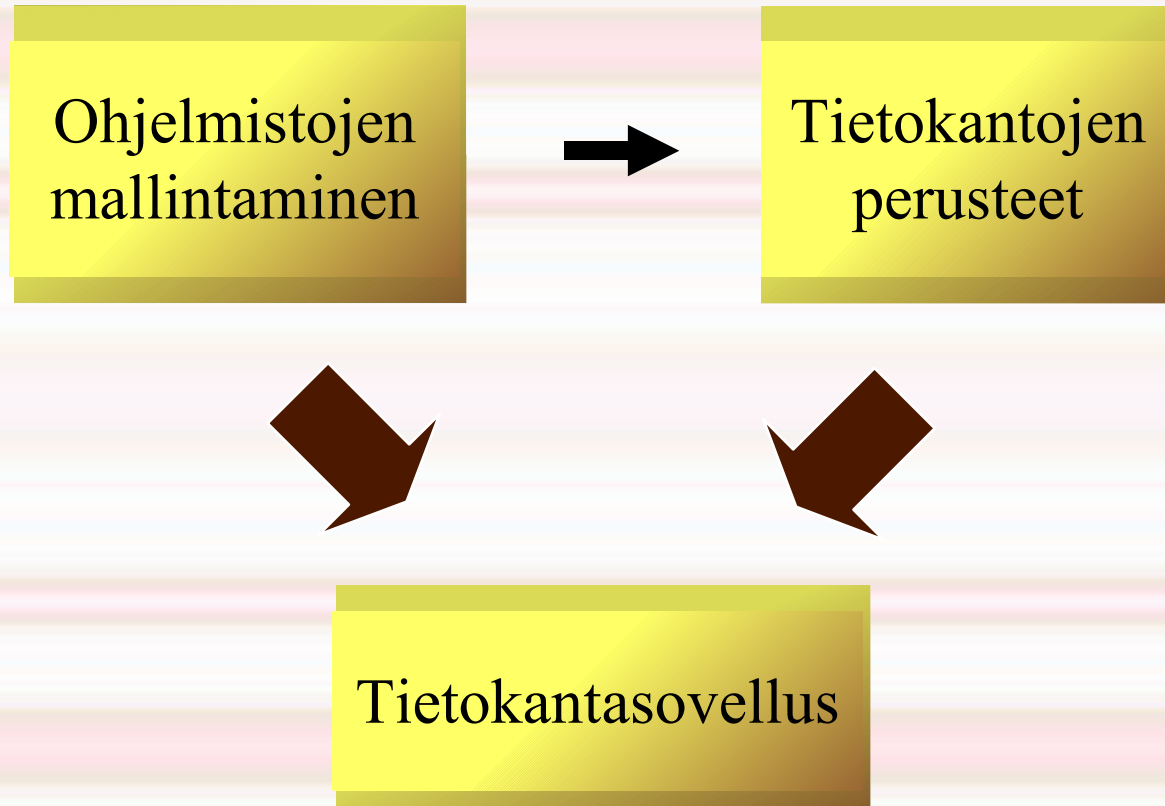 Ohjelmistojen
mallintaminen
Tietokantojen
perusteet
Tietokantasovellus